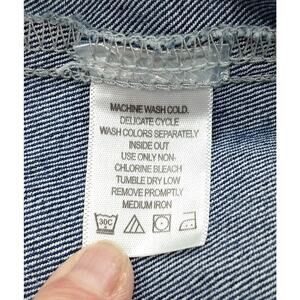 MACHINE WASH COLD.
DELICATE CYCLE
WASH COLORS SEPARATELY
INSIDE OUT
USE ONLY NON-
CHLORINE BLEACH
TUMBLE DRY LOW
REMOVE PROMPTLY
MEDIUM IRON
30C